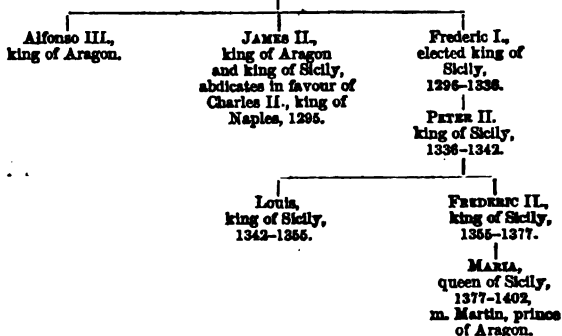 Alfonso III.,
king of Aragon.
JAMES II.,
king of Aragon
and king of Sicily,
abdicates in favour of
Charles II., king of
Naples, 1295.
Frederic I.,
elected king of
Sicily,
1296–1336.
PETER II.
king of Sicily,
1336–1342.
Louis,
king of Sicily,
1342–1355.
FREDERIC II.,
king of Sicily,
1355–1377.
MARIA,
queen of Sicily,
1377–1402,
m. Martin, prince
of Aragon.